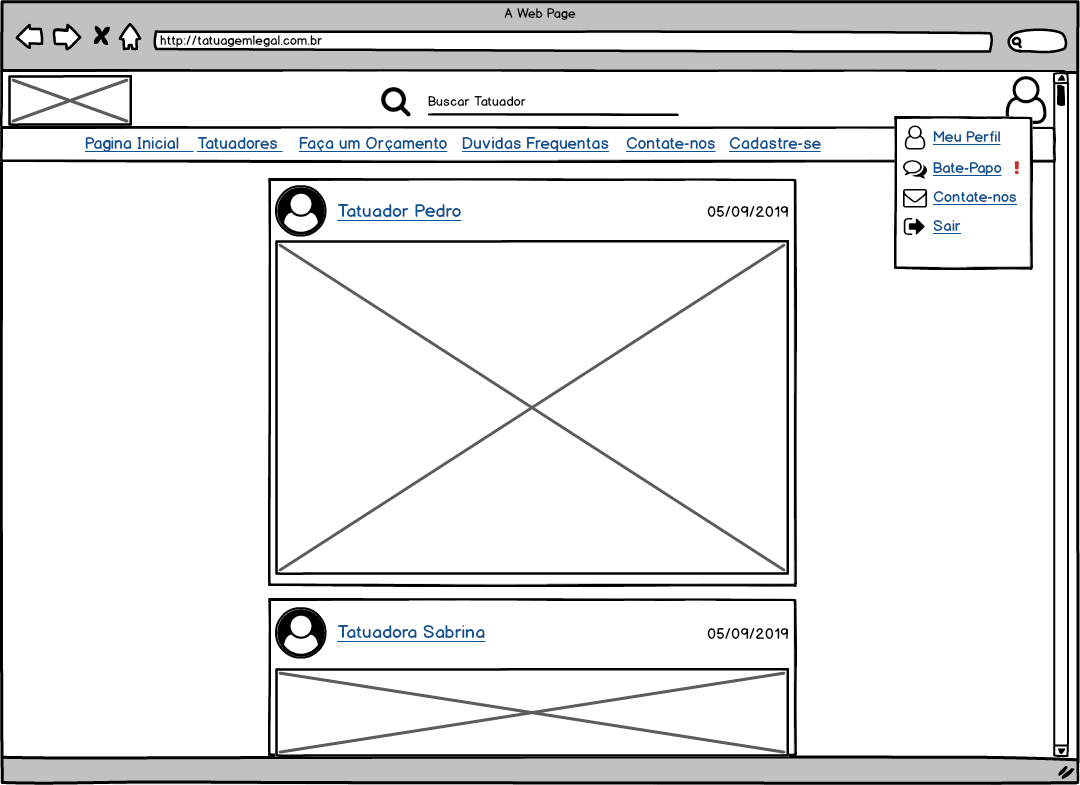 A Web Page
http://tatuagemlegal.com.br
Buscar Tatuador
Pagina Inicial Tatuadores Faça um Orçamento Duvidas Frequentas Contate-nos Cadastre-se
Meu Perfil
Bate-Papo !
Contate-nos
Sair
Tatuador Pedro 05/09/2019
Tatuadora Sabrina 05/09/2019